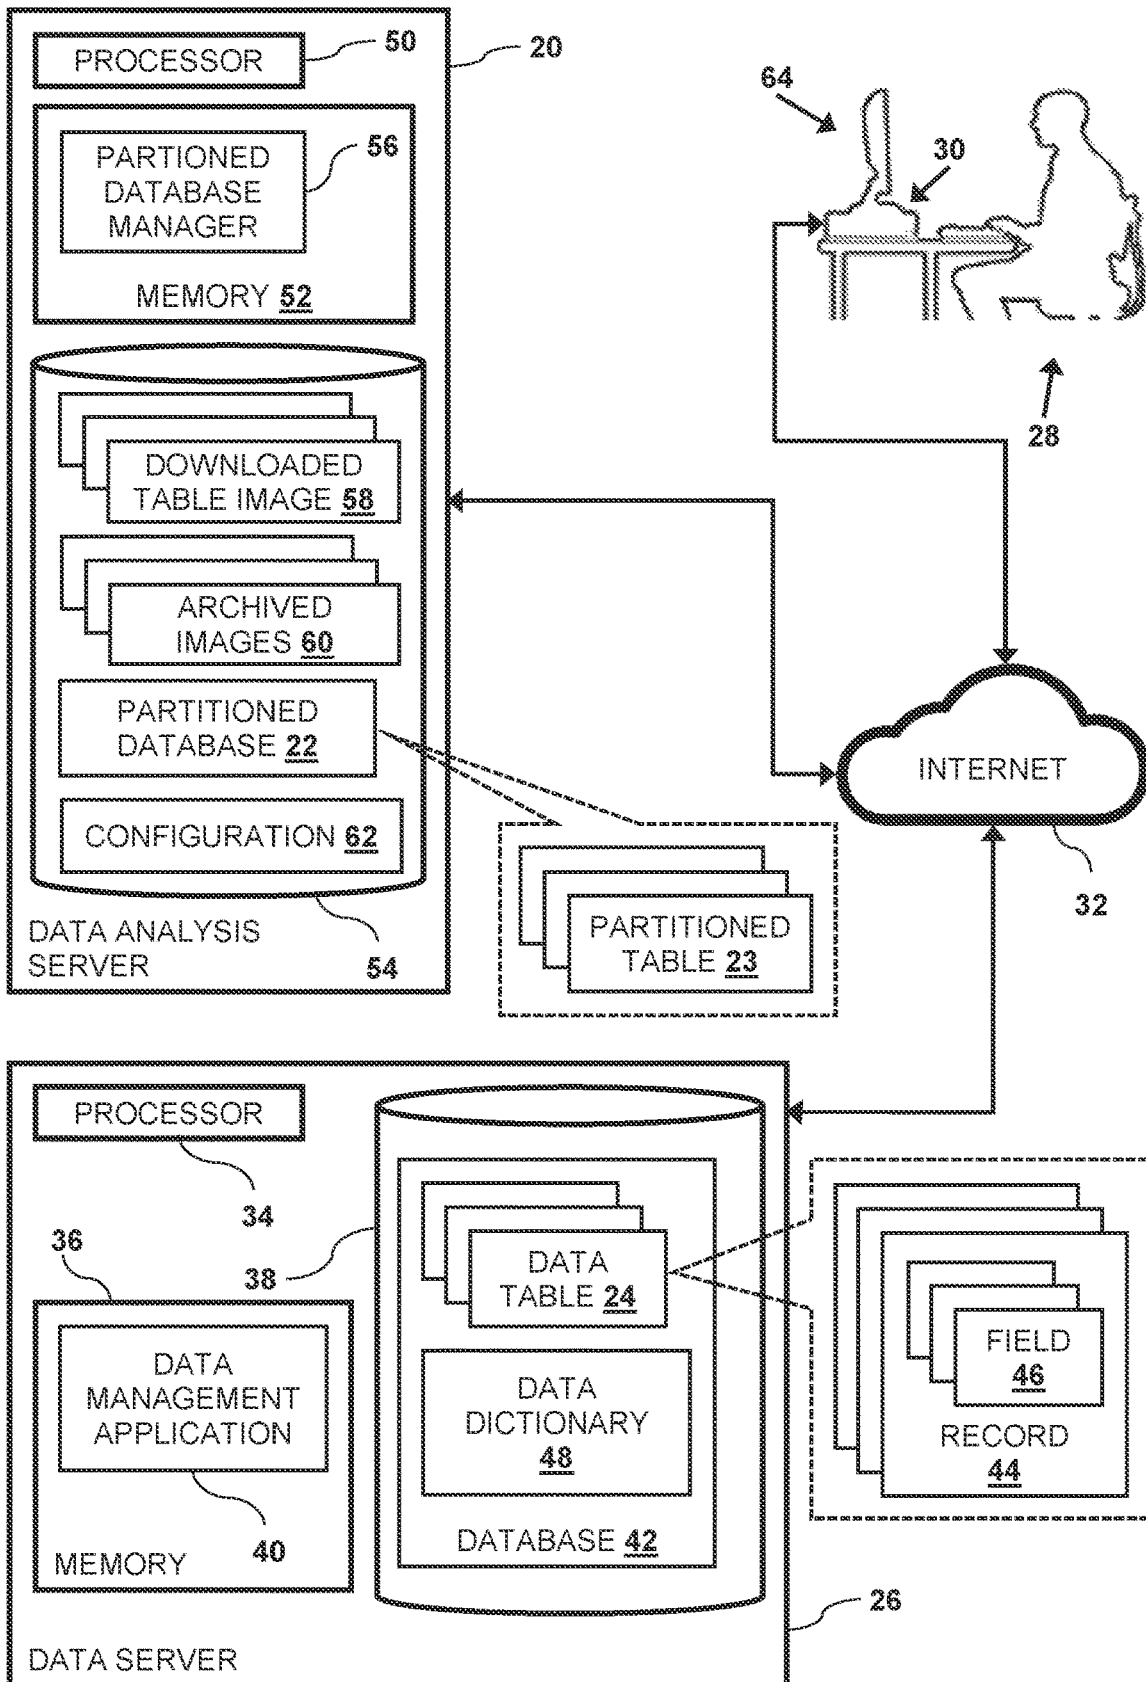 PROCESSOR
50
20
PARTIONED
DATABASE
MANAGER
56
MEMORY 52
64
30
28
DOWNLOADED
TABLE IMAGE 58
ARCHIVED
IMAGES 60
PARTITIONED
DATABASE 22
CONFIGURATION 62
DATA ANALYSIS
SERVER
54
INTERNET
32
PARTITIONED
TABLE 23
PROCESSOR
34
36
38
DATA
MANAGEMENT
APPLICATION
40
MEMORY
DATA
TABLE 24
DATA
DICTIONARY
48
DATABASE 42
FIELD
46
RECORD
44
26
DATA SERVER